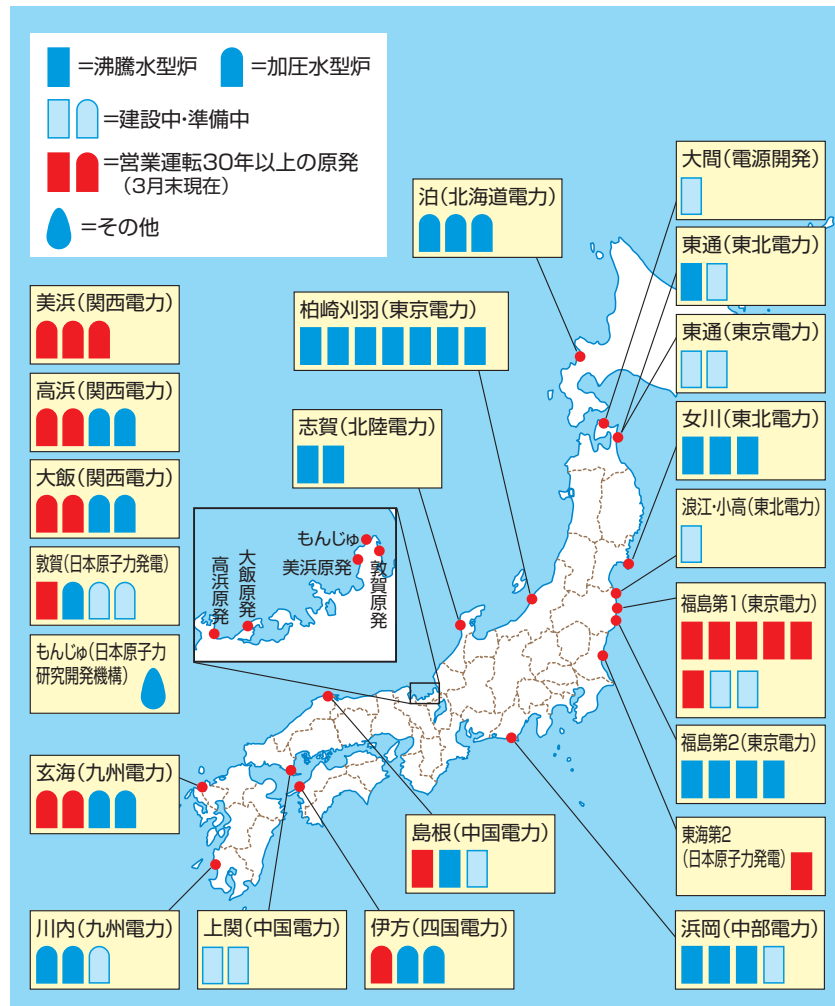 =沸騰水型炉
=加圧水型炉
=建設中・準備中
=営業運転30年以上の原発
(3月末現在)
=その他
泊(北海道電力)
大間(電源開発)
東通(東北電力)
東通(東京電力)
女川(東北電力)
浪江・小高(東北電力)
福島第1(東京電力)
福島第2(東京電力)
東海第2
(日本原子力発電)
浜岡(中部電力)
柏崎刈羽(東京電力)
志賀(北陸電力)
美浜(関西電力)
高浜(関西電力)
大飯(関西電力)
敦賀(日本原子力発電)
もんじゅ(日本原子力
研究開発機構)
もんじゅ
美浜原発
敦賀原発
大飯原発
高浜原発
玄海(九州電力)
川内(九州電力)
上関(中国電力)
伊方(四国電力)
島根(中国電力)